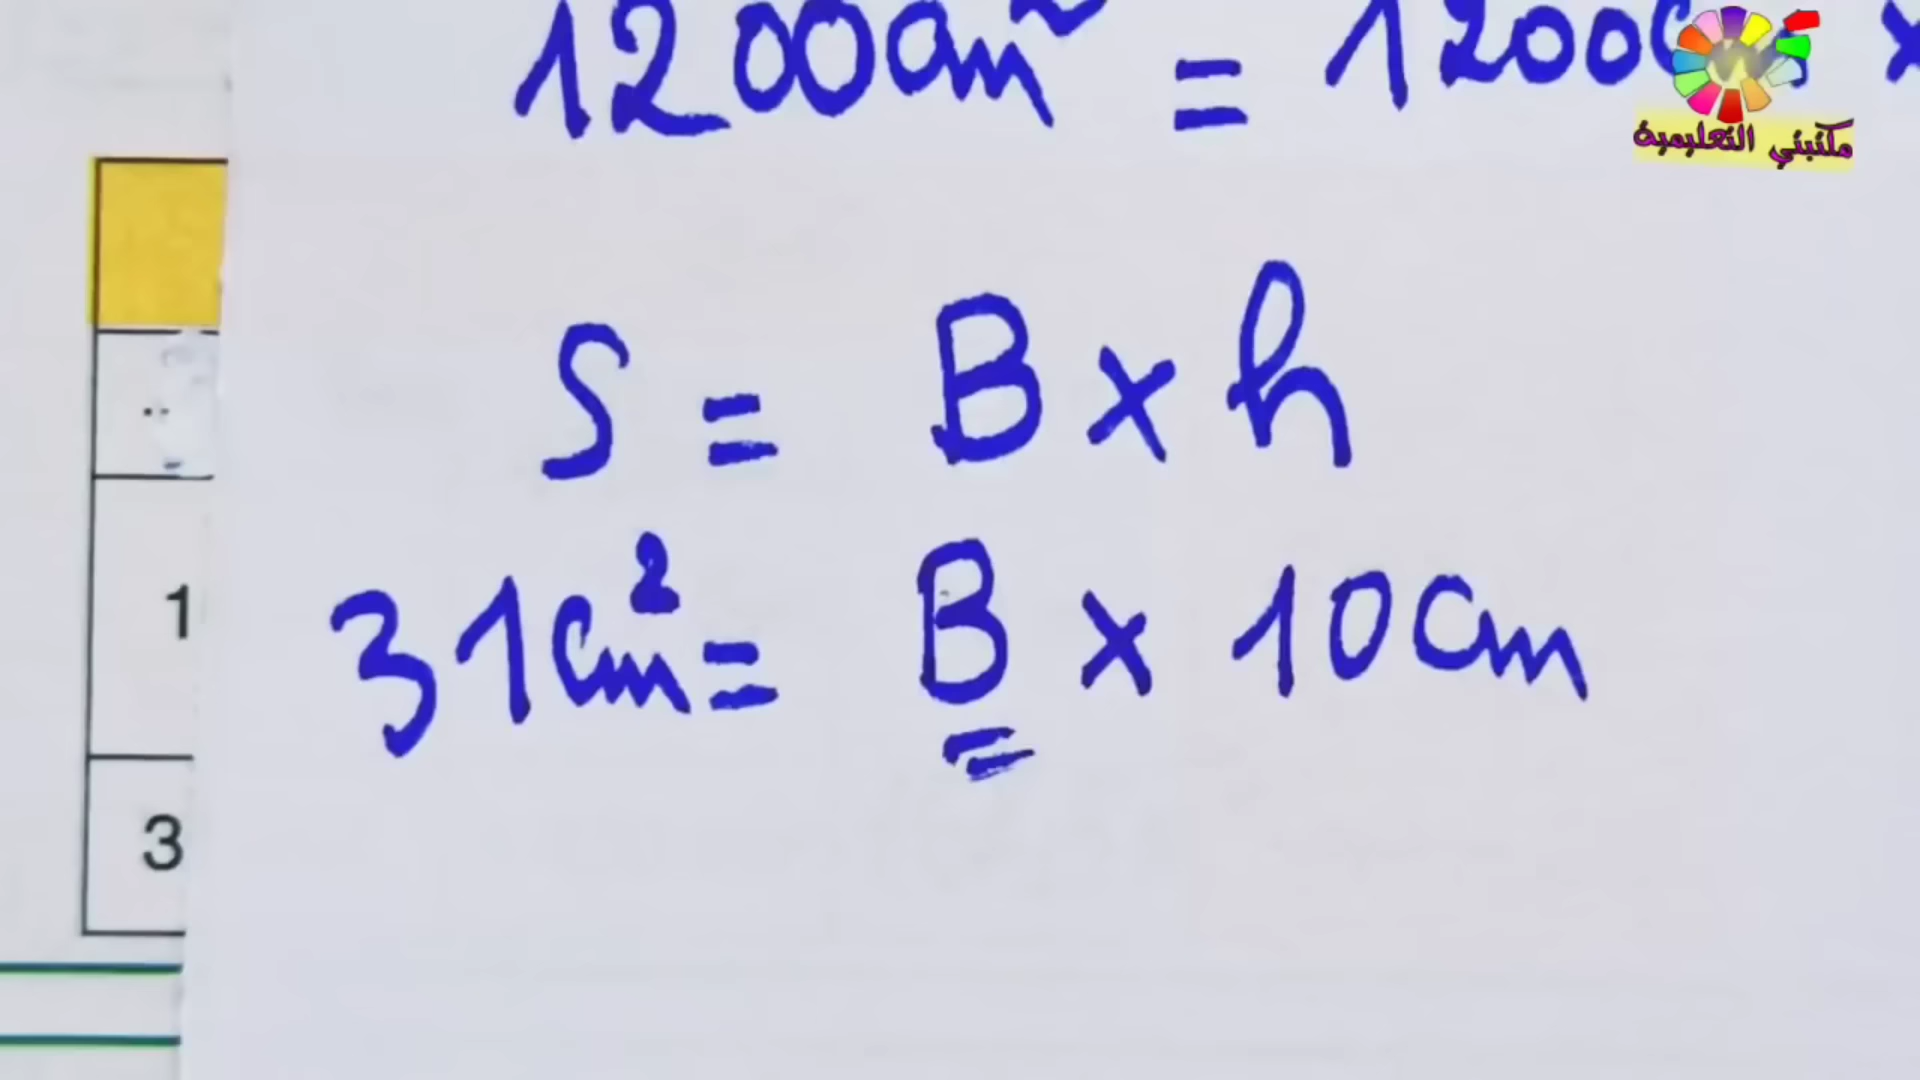 1200cm² = 1200
مكتبتي التعليمية
S = B × h
31cm² = B × 10cm
1
3